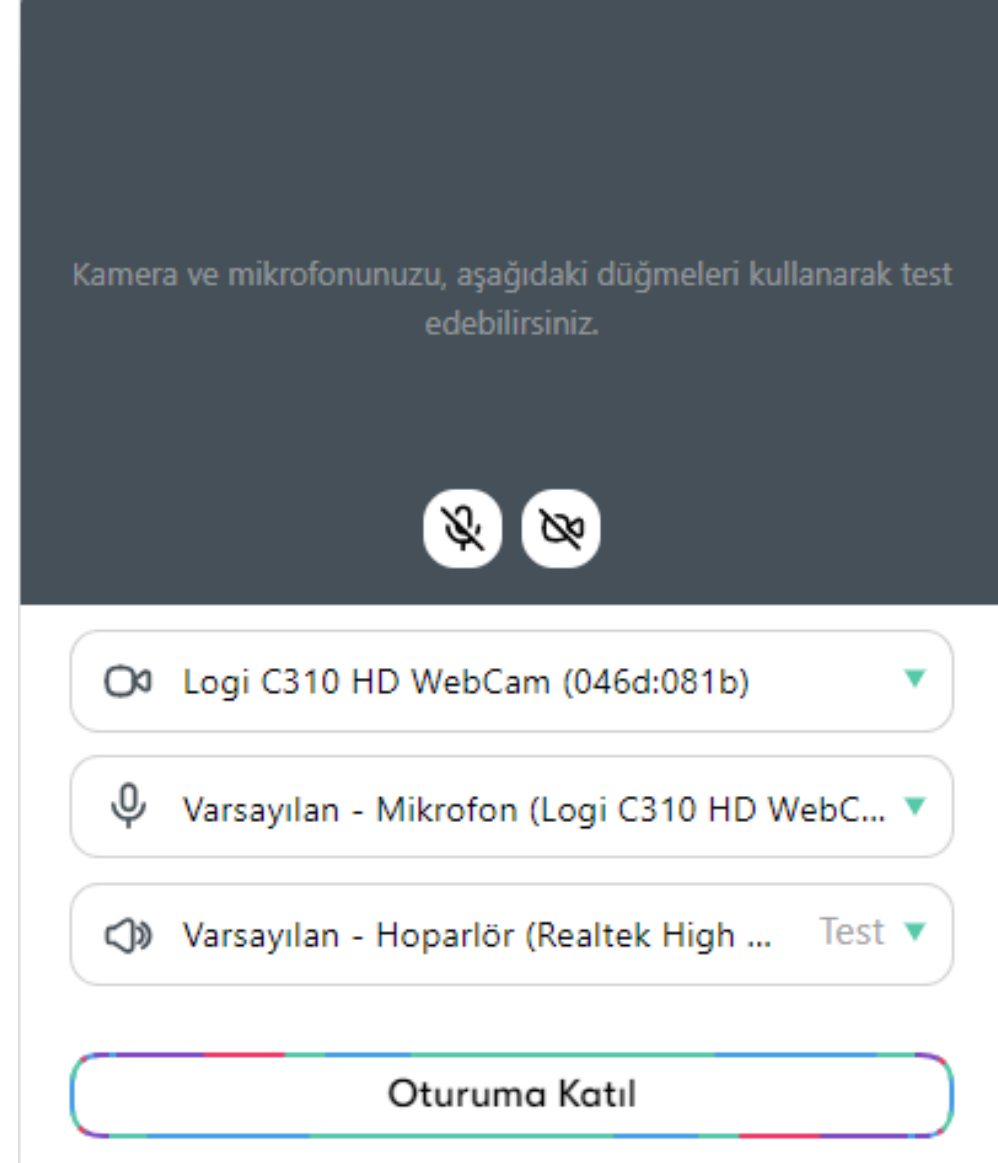 Kamera ve mikrofonunuzu, aşağıdaki düğmeleri kullanarak test
edebilirsiniz.
Logi C310 HD WebCam (046d:081b)
Varsayılan - Mikrofon (Logi C310 HD WebC...
Varsayılan - Hoparlör (Realtek High ... Test
Oturuma Katıl